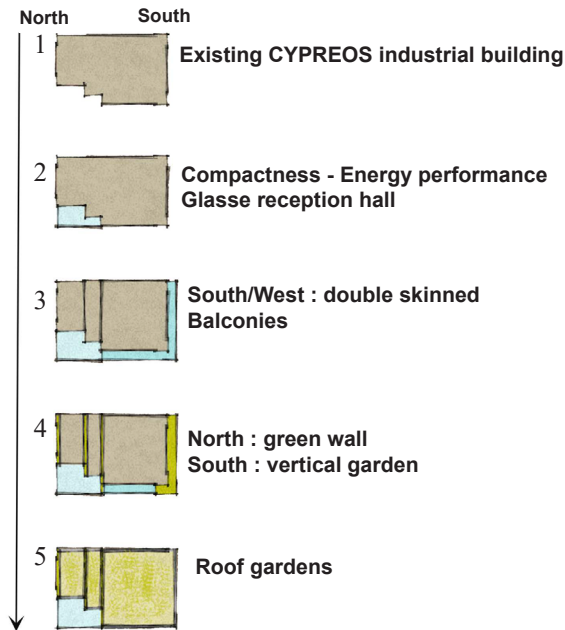 North South
1 Existing CYPREOS industrial building
2 Compactness - Energy performance
Glasse reception hall
3 South/West : double skinned
Balconies
4 North : green wall
South : vertical garden
5 Roof gardens